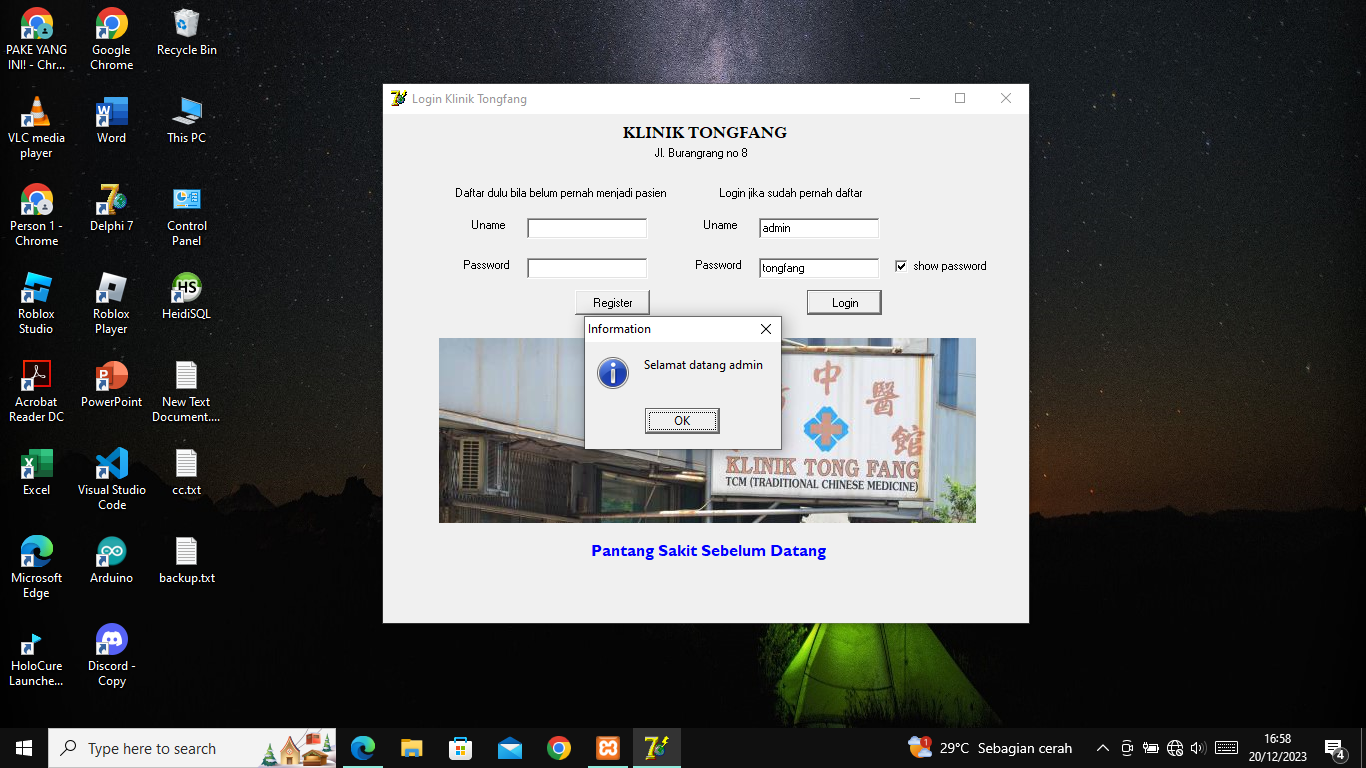 PAKE YANG
INI! - Chr...
Google
Chrome
Recycle Bin
VLC media
player
Word
This PC
Person 1 -
Chrome
Delphi 7
Control
Panel
Roblox
Studio
Roblox
Player
HS
HeidiSQL
Acrobat
Reader DC
PowerPoint
New Text
Document....
Excel
Visual Studio
Code
cc.txt
Microsoft
Edge
Arduino
backup.txt
HoloCure
Launche...
Discord -
Copy
Login Klinik Tongfang
KLINIK TONGFANG
Jl. Burangrang no 8
Daftar dulu bila belum pernah menjadi pasien
Login jika sudah pernah daftar
Uname
Uname
admin
Password
Password
tongfang
show password
Register
Login
Information
Selamat datang admin
OK
中醫館
KLINIK TONG FANG
TCM (TRADITIONAL CHINESE MEDICINE)
Pantang Sakit Sebelum Datang
Type here to search
1
29°C Sebagian cerah
16:58
20/12/2023
4